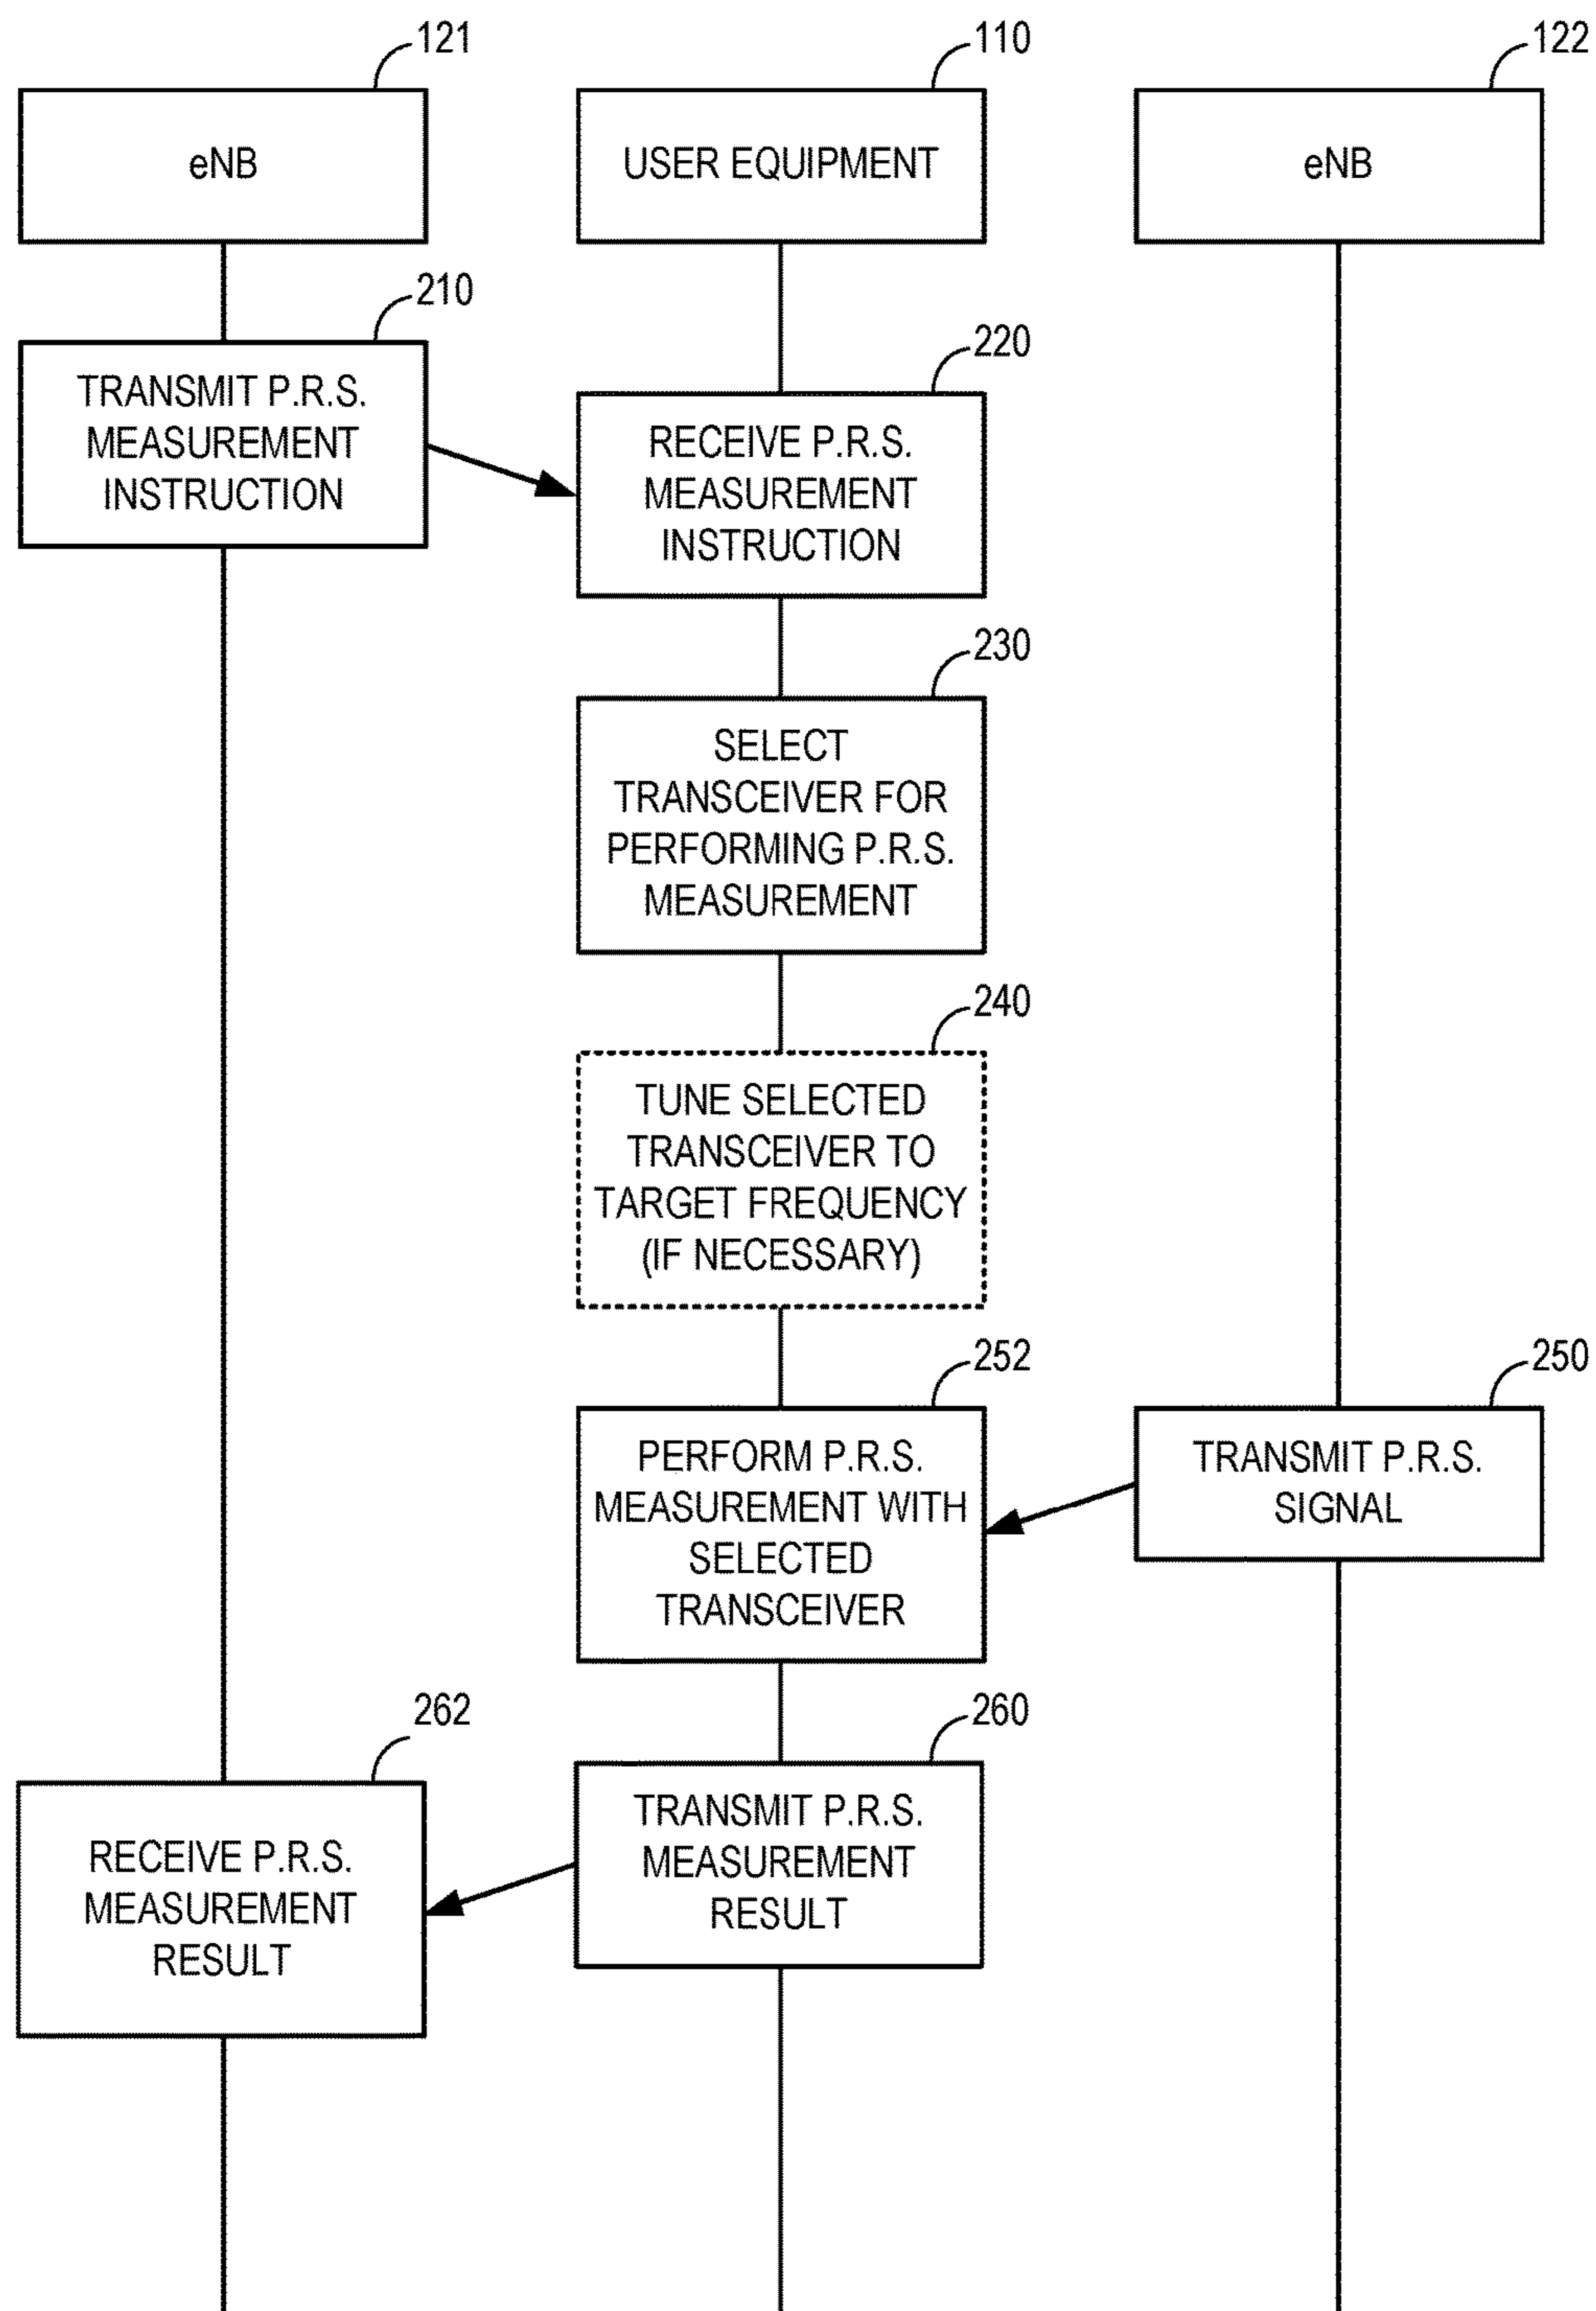 121
110
122
eNB
USER EQUIPMENT
eNB
210
TRANSMIT P.R.S.
MEASUREMENT
INSTRUCTION
220
RECEIVE P.R.S.
MEASUREMENT
INSTRUCTION
230
SELECT
TRANSCEIVER FOR
PERFORMING P.R.S.
MEASUREMENT
240
TUNE SELECTED
TRANSCEIVER TO
TARGET FREQUENCY
(IF NECESSARY)
252
PERFORM P.R.S.
MEASUREMENT WITH
SELECTED
TRANSCEIVER
250
TRANSMIT P.R.S.
SIGNAL
262
RECEIVE P.R.S.
MEASUREMENT
RESULT
260
TRANSMIT P.R.S.
MEASUREMENT
RESULT